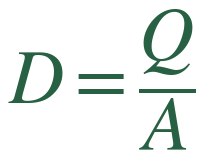 D = Q/A